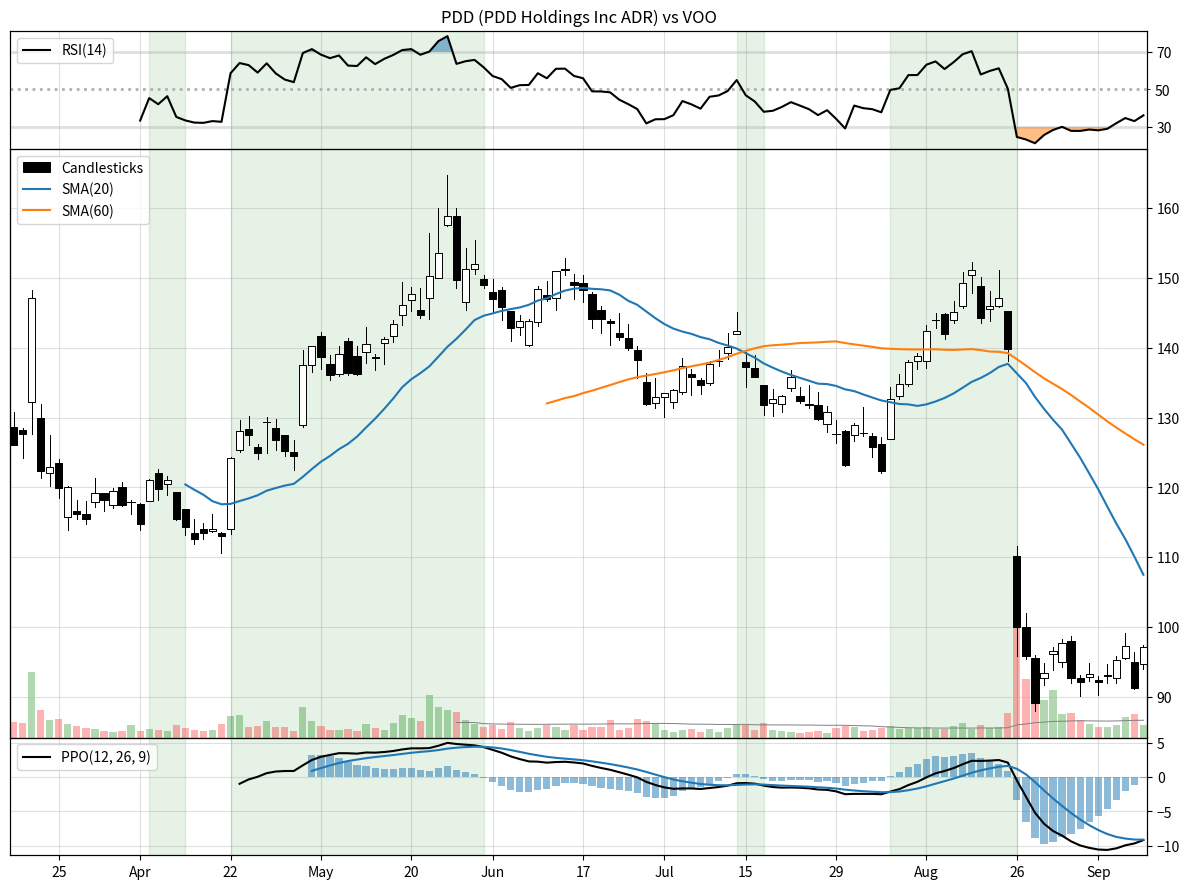 PDD (PDD Holdings Inc ADR) vs VOO
RSI(14)
70
50
30
Candlesticks
SMA(20)
SMA(60)
160
150
140
130
120
110
100
90
PPO(12, 26, 9)
5
0
−5
−10
25 Apr 22 May 20 Jun 17 Jul 15 29 Aug 26 Sep